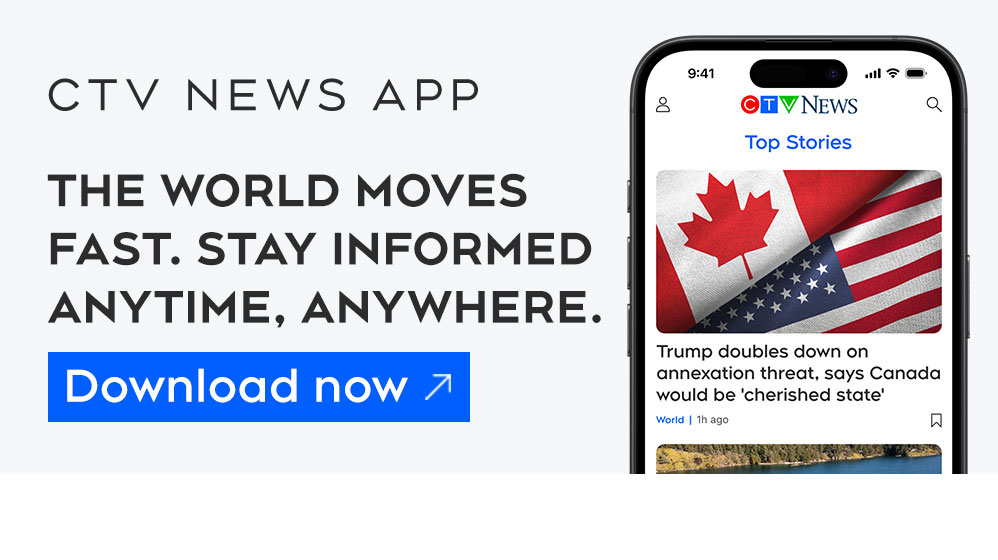 CTV NEWS APP
THE WORLD MOVES
FAST. STAY INFORMED
ANYTIME, ANYWHERE.
Download now
9:41
CTV NEWS
Top Stories
Trump doubles down on
annexation threat, says Canada
would be 'cherished state'
World | 1h ago